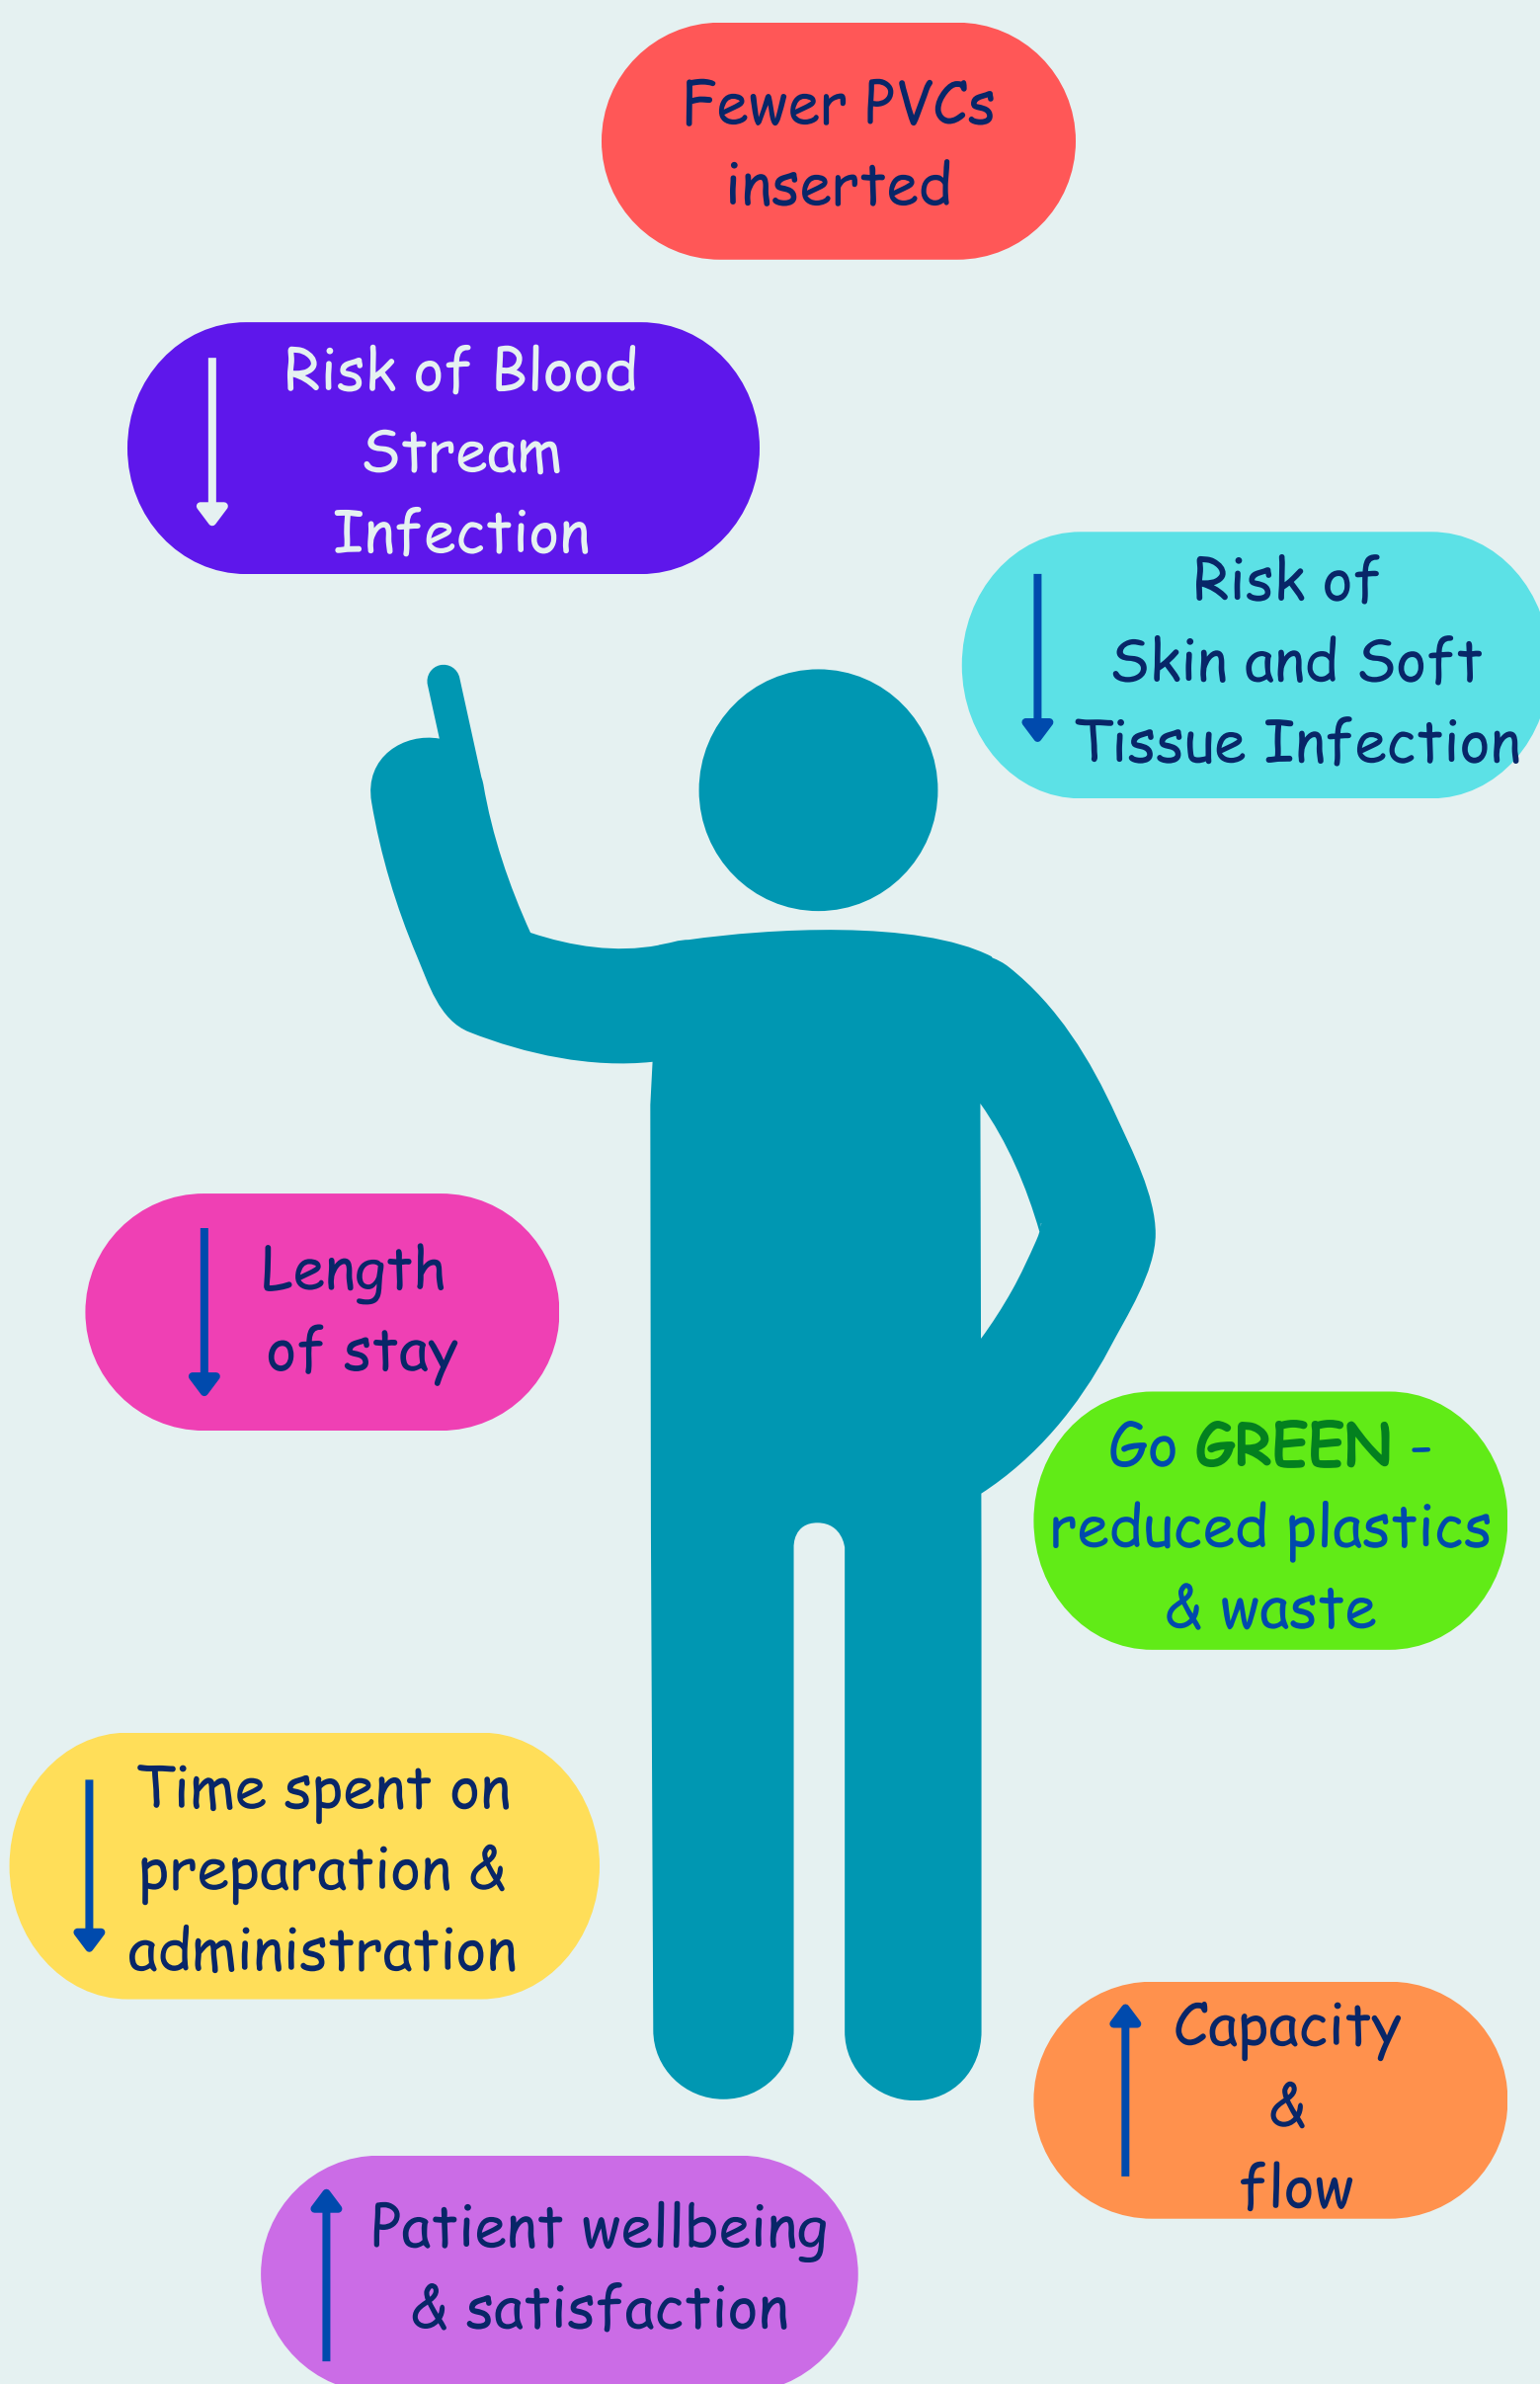 Fewer PVCs
inserted
Risk of Blood
Stream
Infection
Risk of
Skin and Soft
Tissue Infection
Length
of stay
Go GREEN -
reduced plastics
& waste
Time spent on
preparation &
administration
Capacity
&
flow
Patient wellbeing
& satisfaction